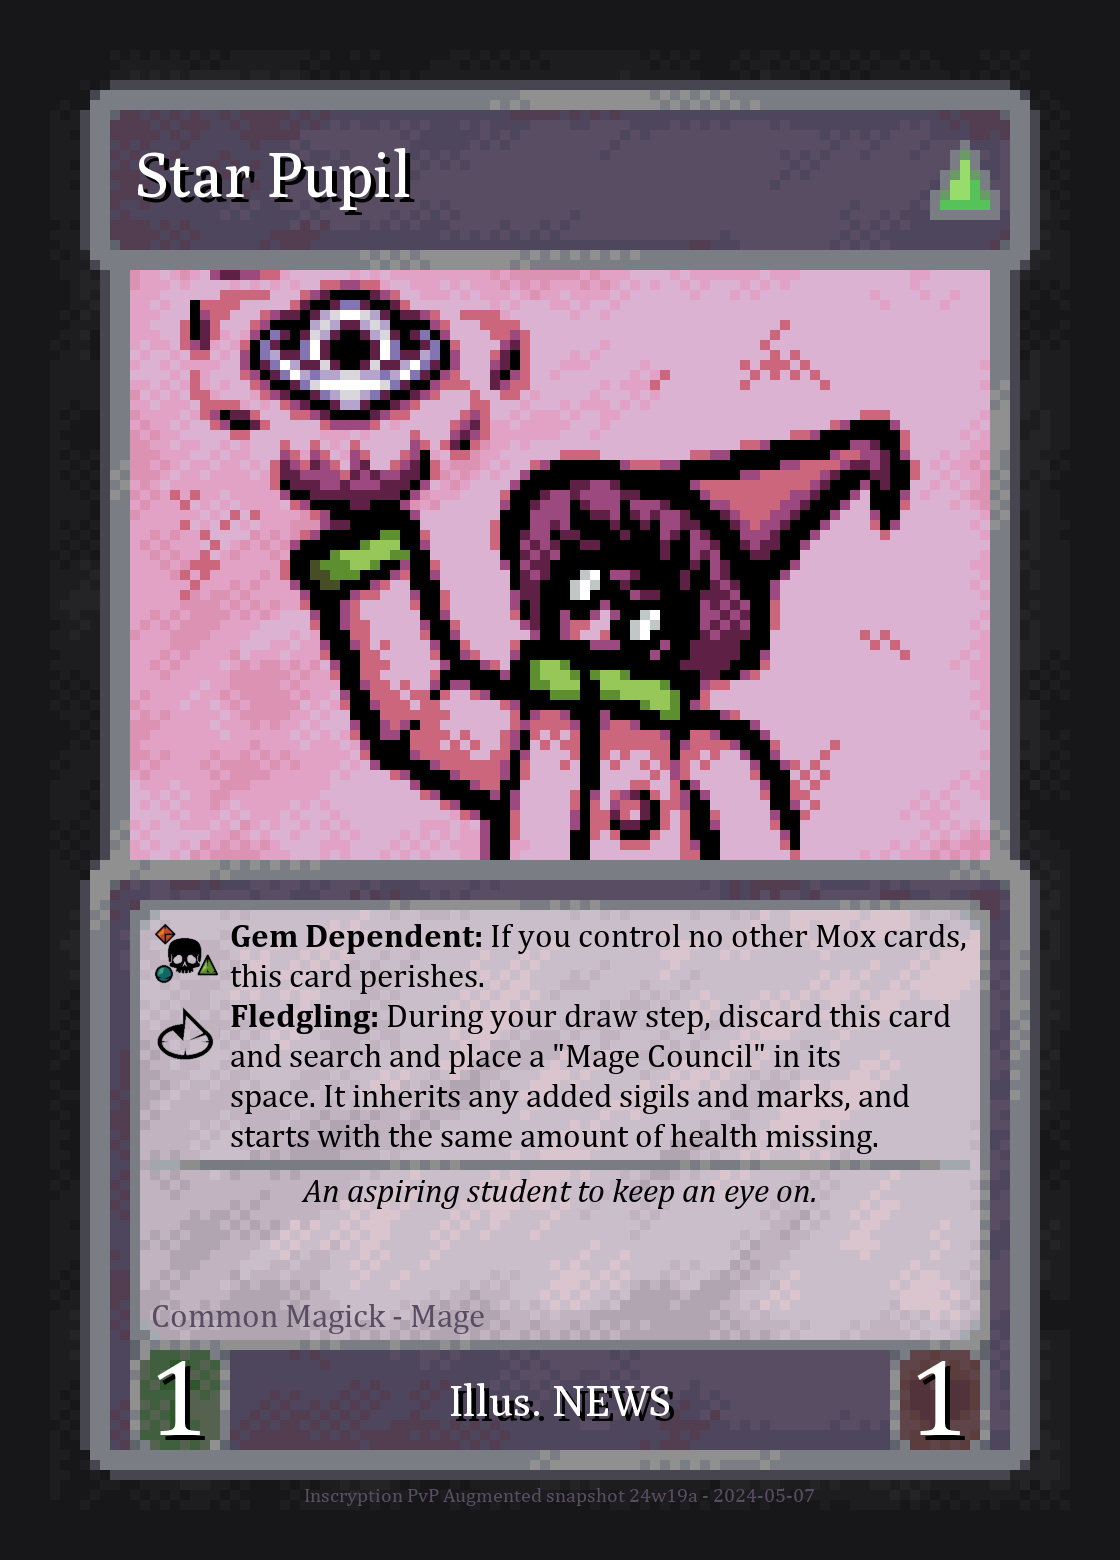 Star Pupil
Gem Dependent: If you control no other Mox cards,
this card perishes.
Fledgling: During your draw step, discard this card
and search and place a "Mage Council" in its
space. It inherits any added sigils and marks, and
starts with the same amount of health missing.
An aspiring student to keep an eye on.
Common Magick - Mage
1
Illus. NEWS
1
Inscryption PvP Augmented snapshot 24w19a - 2024-05-07